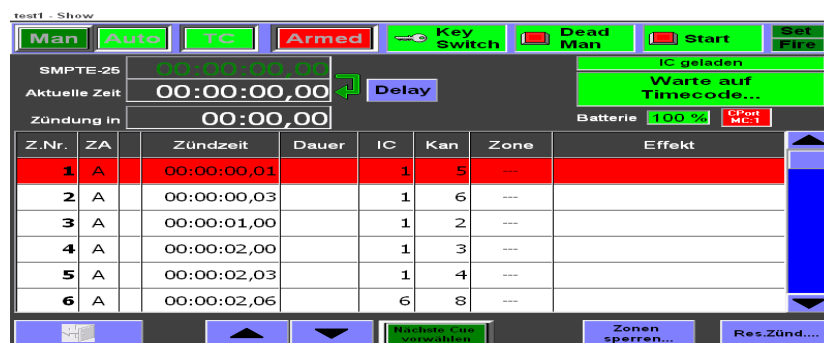 test1 - Show
Man Auto TC Armed Key Switch Dead Man Start Set Fire
SMPTE-25 00:00:00,00 IC geladen
Aktuelle Zeit 00:00:00,00 Delay Warte auf Timecode...
Zündung in 00:00,00 Batterie 100 % CPort MC:1
Z.Nr. ZA Zündzeit Dauer IC Kan Zone Effekt
1 A 00:00:00,01 1 5 ---
2 A 00:00:00,03 1 6 ---
3 A 00:00:01,00 1 2 ---
4 A 00:00:02,00 1 3 ---
5 A 00:00:02,03 1 4 ---
6 A 00:00:02,06 6 8 ---
Nächste Cue vorwählen Zonen sperren... Res.Zünd....